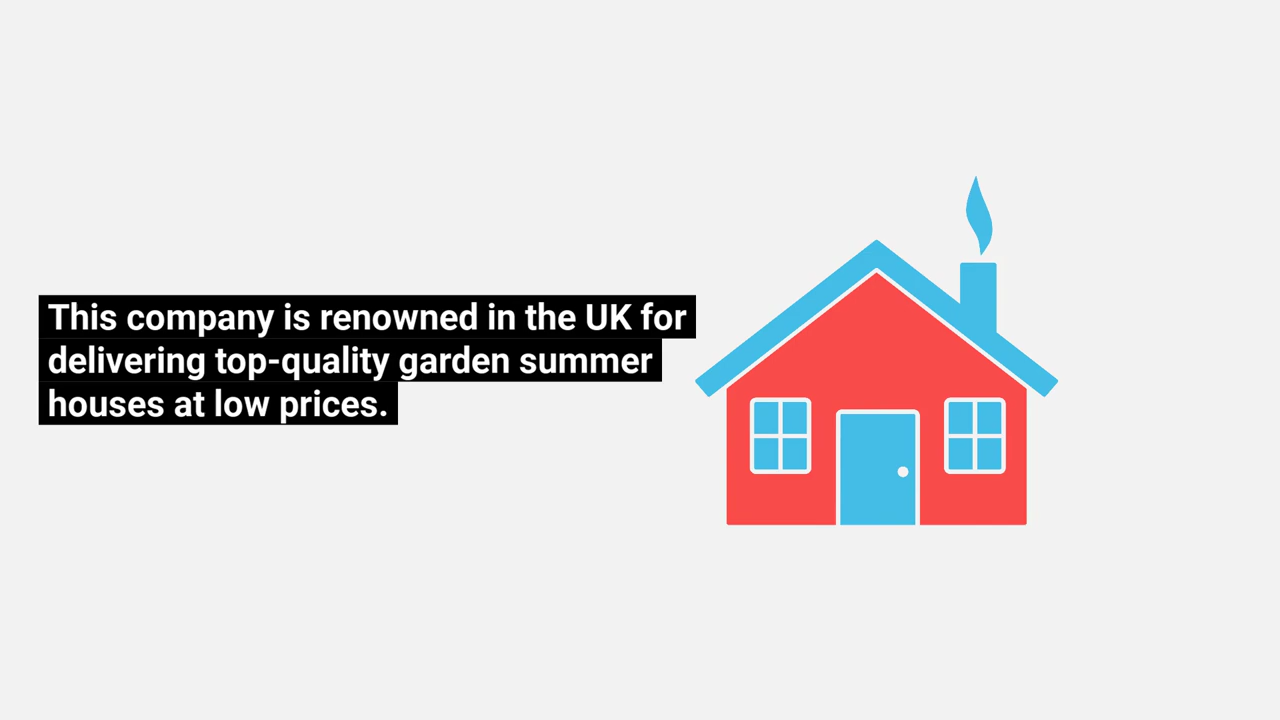 This company is renowned in the UK for
delivering top-quality garden summer
houses at low prices.